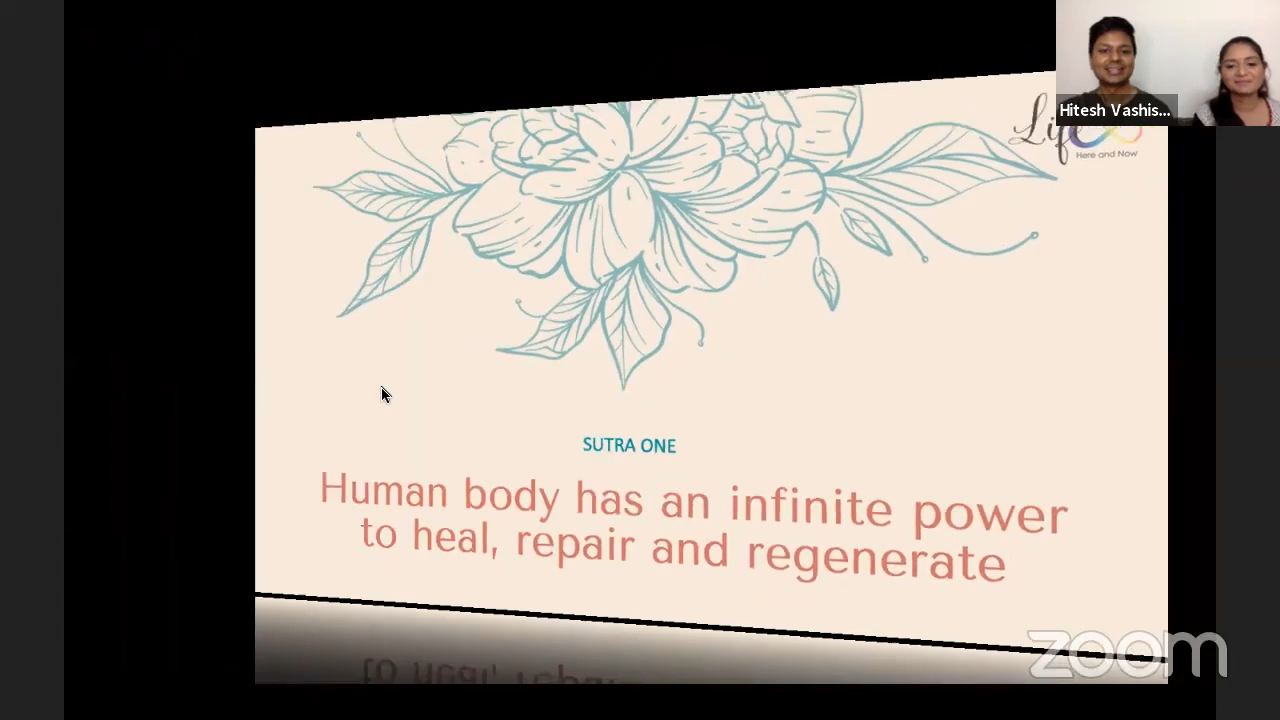 Hitesh Vashis...
Life
Here and Now
SUTRA ONE
Human body has an infinite power
to heal, repair and regenerate
zoom